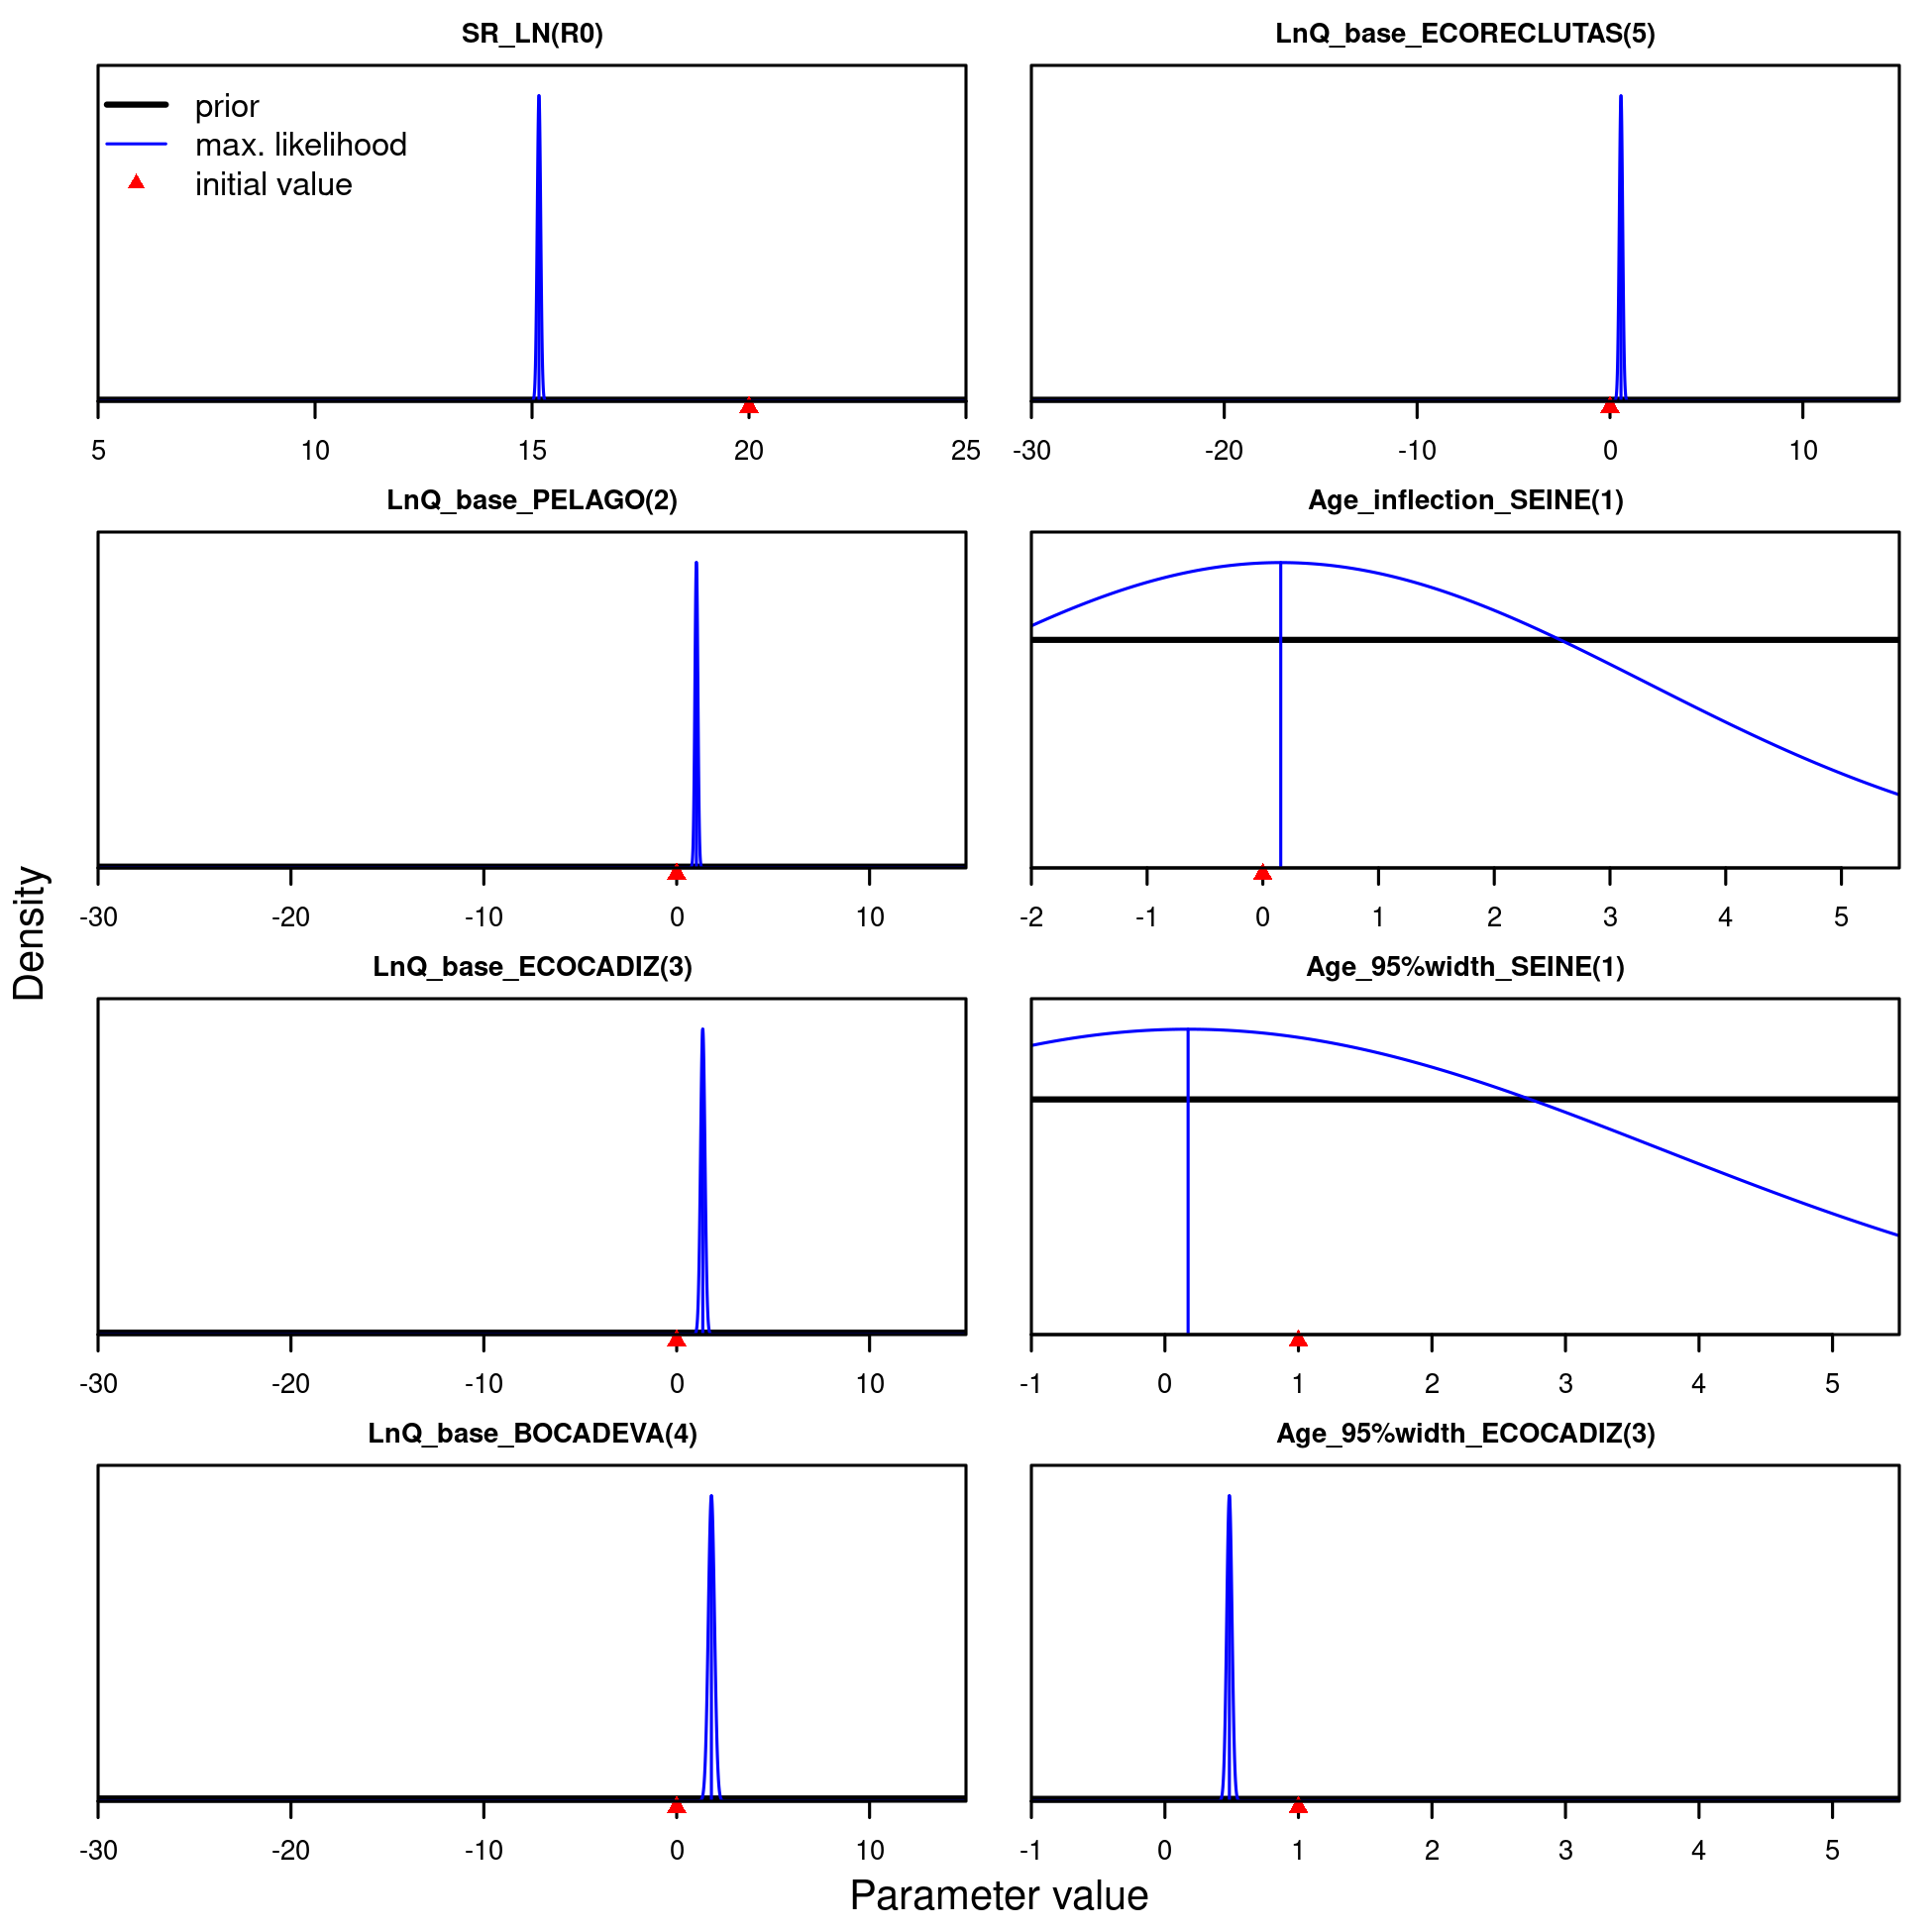 SR_LN(R0)
prior
max. likelihood
initial value
5 10 15 20 25
LnQ_base_ECORECLUTAS(5)
-30 -20 -10 0 10
LnQ_base_PELAGO(2)
-30 -20 -10 0 10
Age_inflection_SEINE(1)
-2 -1 0 1 2 3 4 5
LnQ_base_ECOCADIZ(3)
-30 -20 -10 0 10
Age_95%width_SEINE(1)
-1 0 1 2 3 4 5
LnQ_base_BOCADEVA(4)
-30 -20 -10 0 10
Age_95%width_ECOCADIZ(3)
-1 0 1 2 3 4 5
Density
Parameter value